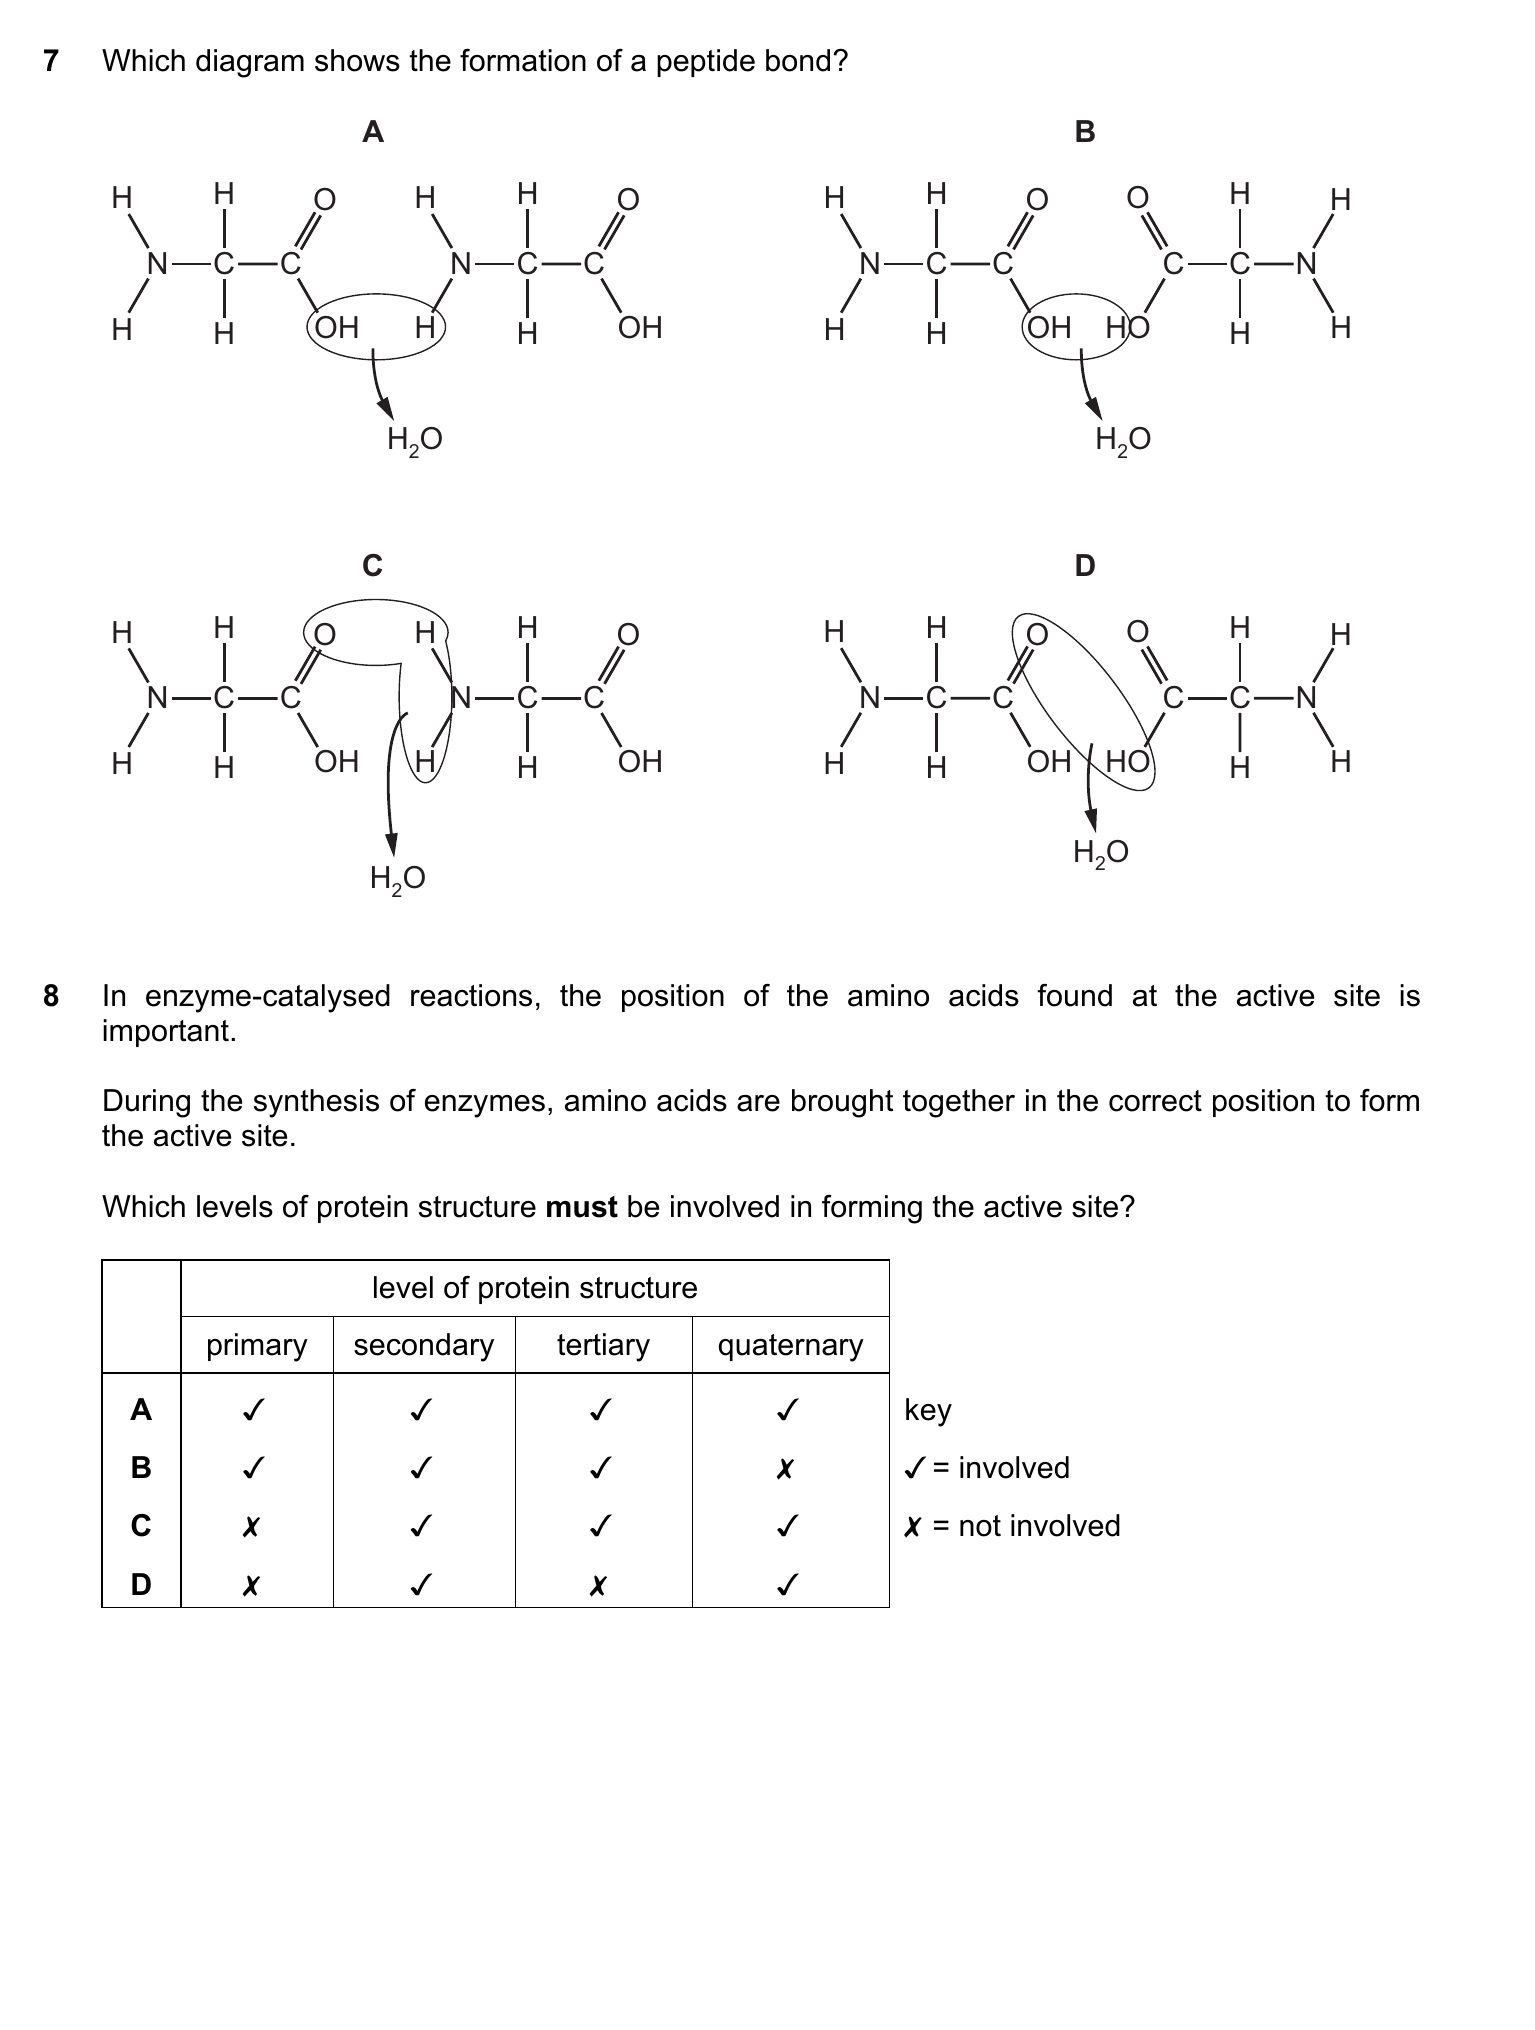 7 Which diagram shows the formation of a peptide bond?
A B
H H O H H O H H O O H H
N C C N C C N C C C C N
H H OH H H OH H H OH HO H H
H2O H2O
C D
H H O H H O H H O O H H
N C C N C C N C C C C N
H H OH H H OH H H OH HO H H
H2O H2O
8 In enzyme-catalysed reactions, the position of the amino acids found at the active site is
important.
During the synthesis of enzymes, amino acids are brought together in the correct position to form
the active site.
Which levels of protein structure must be involved in forming the active site?
level of protein structure
primary secondary tertiary quaternary
A ✓ ✓ ✓ ✓ key
B ✓ ✓ ✓ ✗ ✓ = involved
C ✗ ✓ ✓ ✓ ✗ = not involved
D ✗ ✓ ✗ ✓